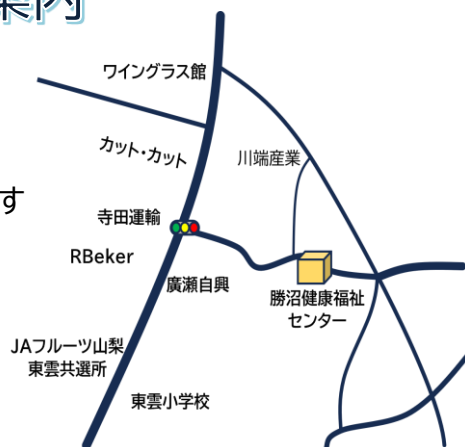 案内
ワイングラス館
カット・カット
川端産業
す
寺田運輸
RBeker
廣瀬自興
勝沼健康福祉
センター
JAフルーツ山梨
東雲共選所
東雲小学校